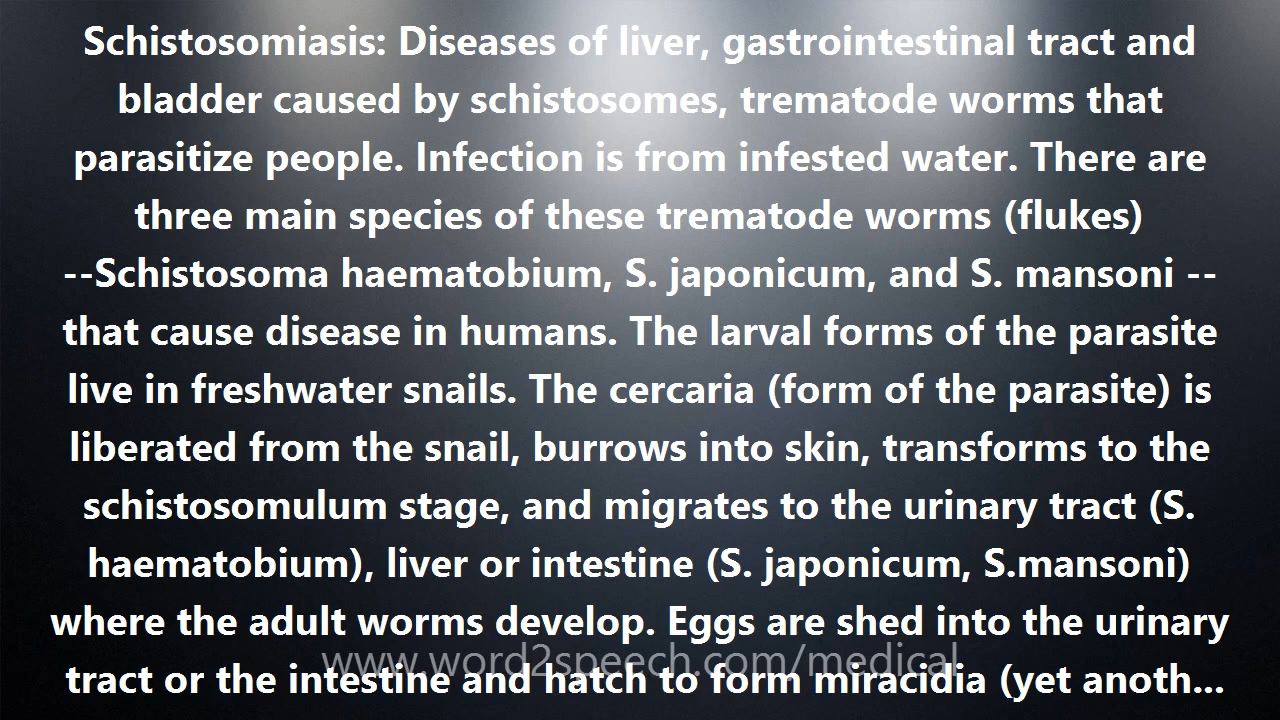 Schistosomiasis: Diseases of liver, gastrointestinal tract and
bladder caused by schistosomes, trematode worms that
parasitize people. Infection is from infested water. There are
three main species of these trematode worms (flukes)
--Schistosoma haematobium, S. japonicum, and S. mansoni --
that cause disease in humans. The larval forms of the parasite
live in freshwater snails. The cercaria (form of the parasite) is
liberated from the snail, burrows into skin, transforms to the
schistosomulum stage, and migrates to the urinary tract (S.
haematobium), liver or intestine (S. japonicum, S.mansoni)
where the adult worms develop. Eggs are shed into the urinary
www.word2speech.com/medical
tract or the intestine and hatch to form miracidia (yet anoth...